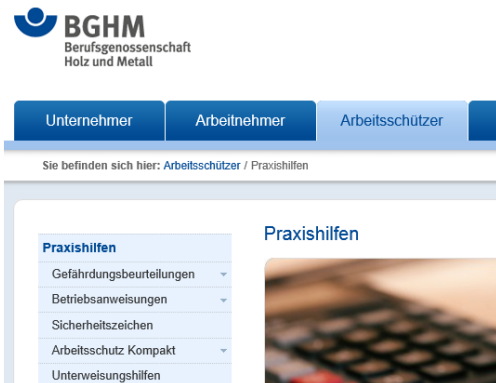 BGHM
Berufsgenossenschaft
Holz und Metall
Unternehmer Arbeitnehmer Arbeitsschützer
Sie befinden sich hier: Arbeitsschützer / Praxishilfen
Praxishilfen
Gefährdungsbeurteilungen
Betriebsanweisungen
Sicherheitszeichen
Arbeitsschutz Kompakt
Unterweisungshilfen
Praxishilfen